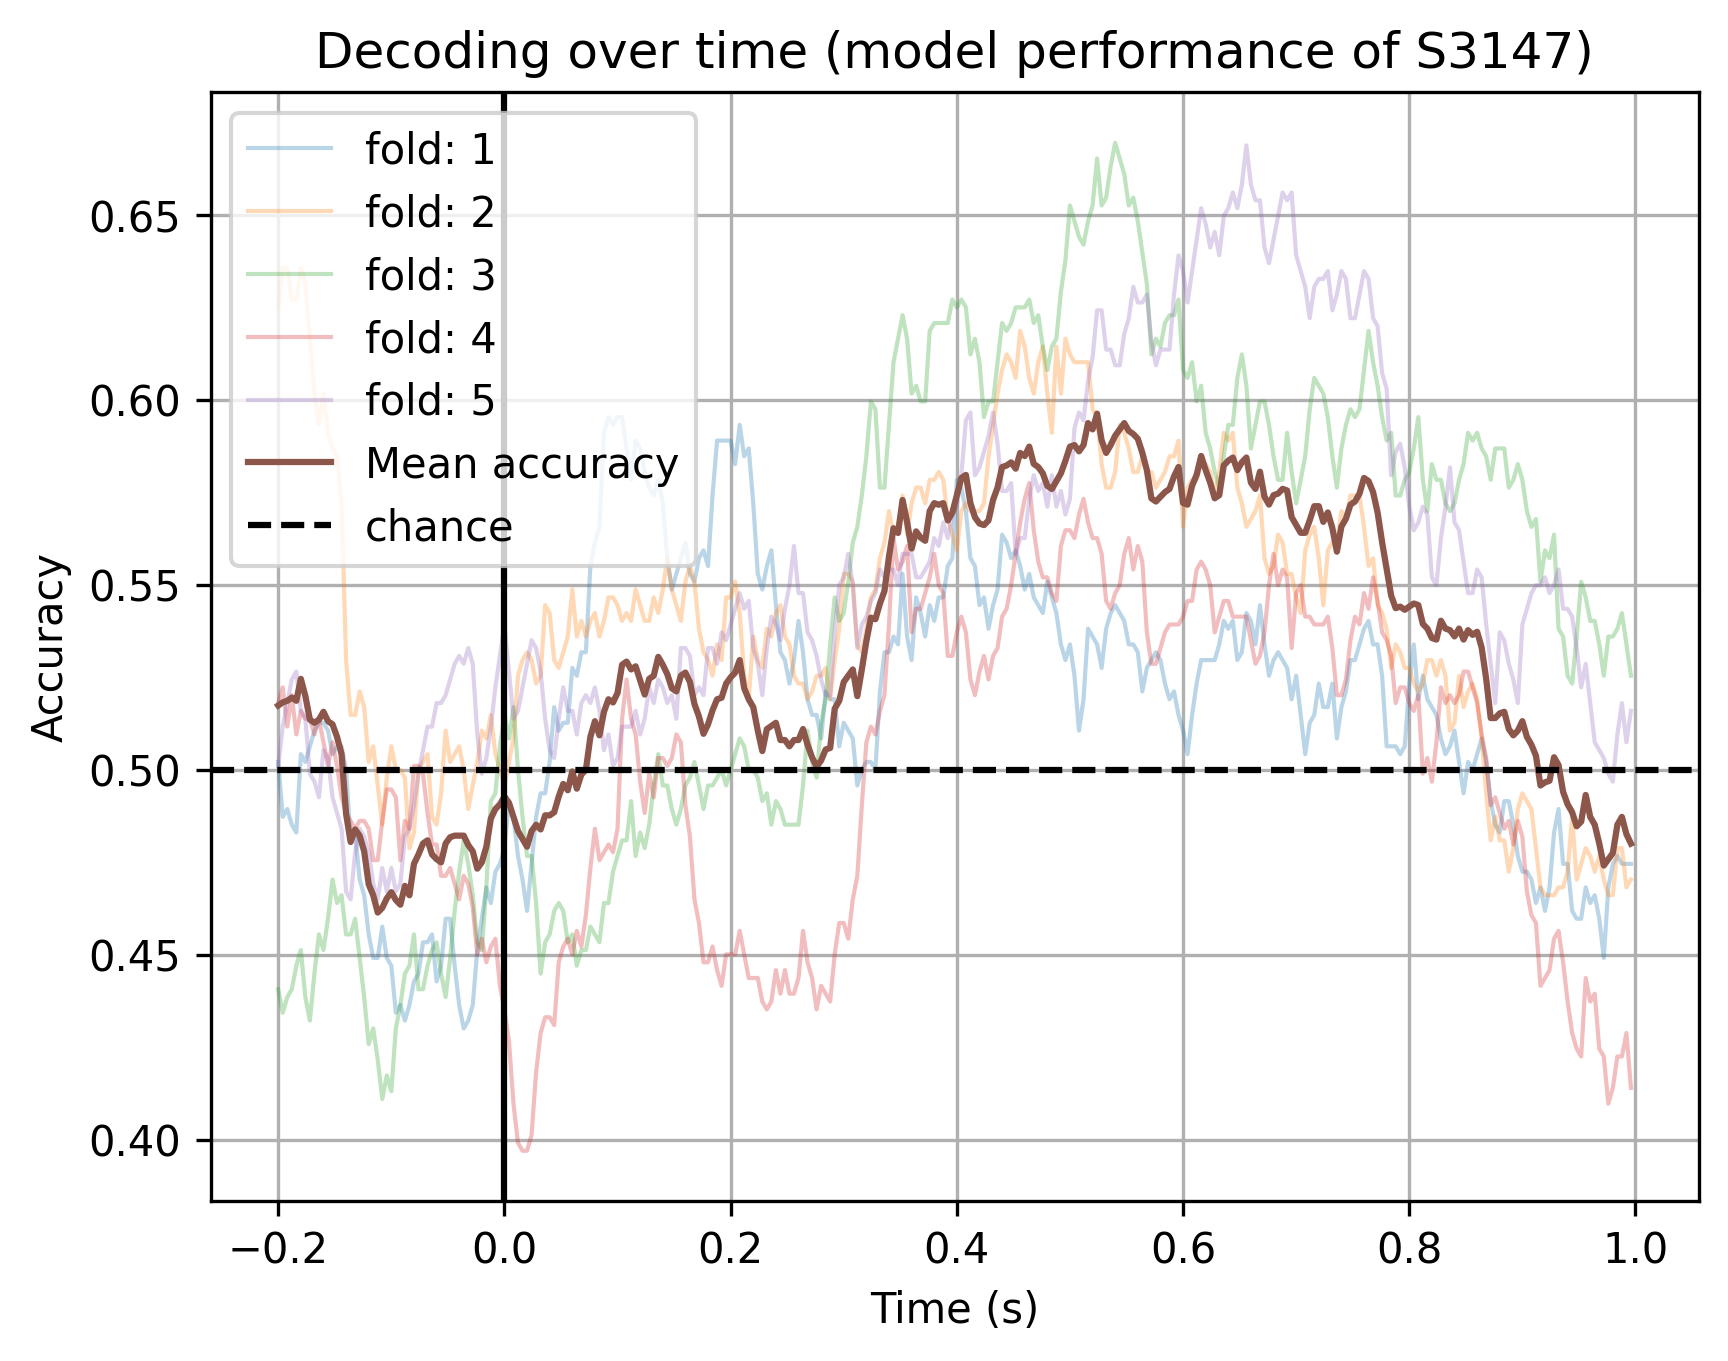 Decoding over time (model performance of S3147)
fold: 1
fold: 2
fold: 3
fold: 4
fold: 5
Mean accuracy
chance
Accuracy
0.65
0.60
0.55
0.50
0.45
0.40
−0.2
0.0
0.2
0.4
0.6
0.8
1.0
Time (s)